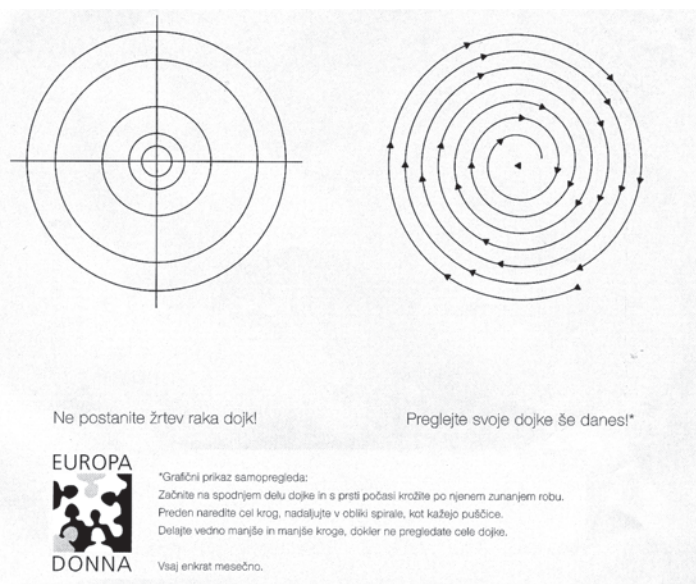 Ne postanite žrtev raka dojk!
Preglejte svoje dojke še danes!*
EUROPA
DONNA
*Grafični prikaz samopregleda:
Začnite na spodnjem delu dojke in s prsti počasi krožite po njenem zunanjem robu.
Preden naredite cel krog, nadaljujte v obliki spirale, kot kažejo puščice.
Delajte vedno manjše in manjše kroge, dokler ne pregledate cele dojke.
Vsaj enkrat mesečno.